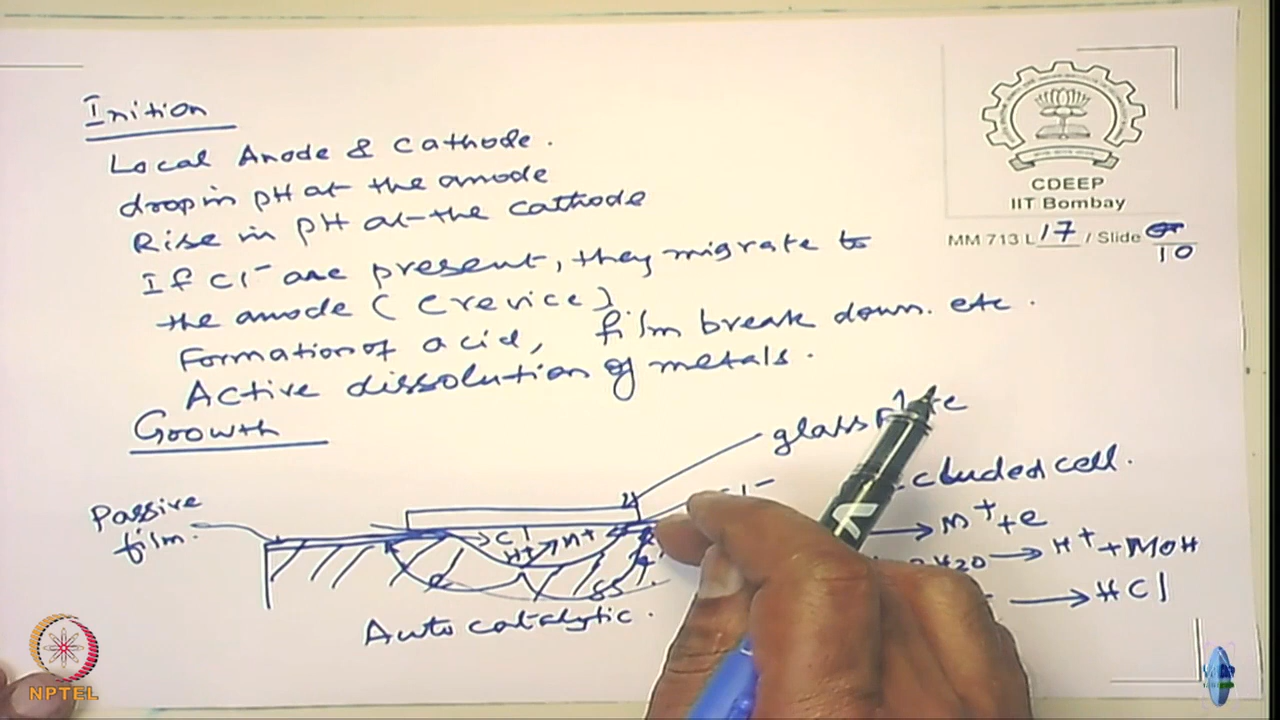 Inition
Local Anode & Cathode.
drop in pH at the anode
Rise in pH at the cathode
If Cl⁻ are present, they migrate to
the anode (Crevice)
Formation of acid, film break down. etc.
Active dissolution of metals.
Growth
CDEEP
IIT Bombay
MM 713 L 17 / Slide 10
glass
Passive
film.
cluded cell.
Cl⁻
→ M⁺ + e
H₂O → H⁺ + MOH
→ HCl
Cl
H⁺
M⁺
e
SS
Auto catalytic.
NPTEL